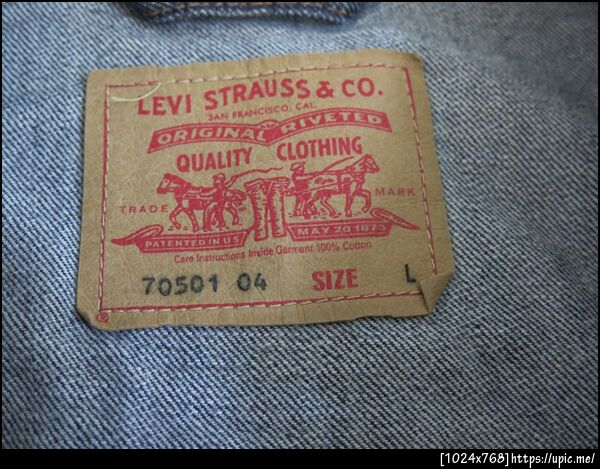 LEVI STRAUSS & CO.
SAN FRANCISCO, CAL.
ORIGINAL RIVETED
QUALITY CLOTHING
TRADE MARK
PATENTED IN U.S. MAY 20 1873
Care Instructions Inside Garment 100% Cotton
70501 04 SIZE L
®
[1024x768]https://upic.me/